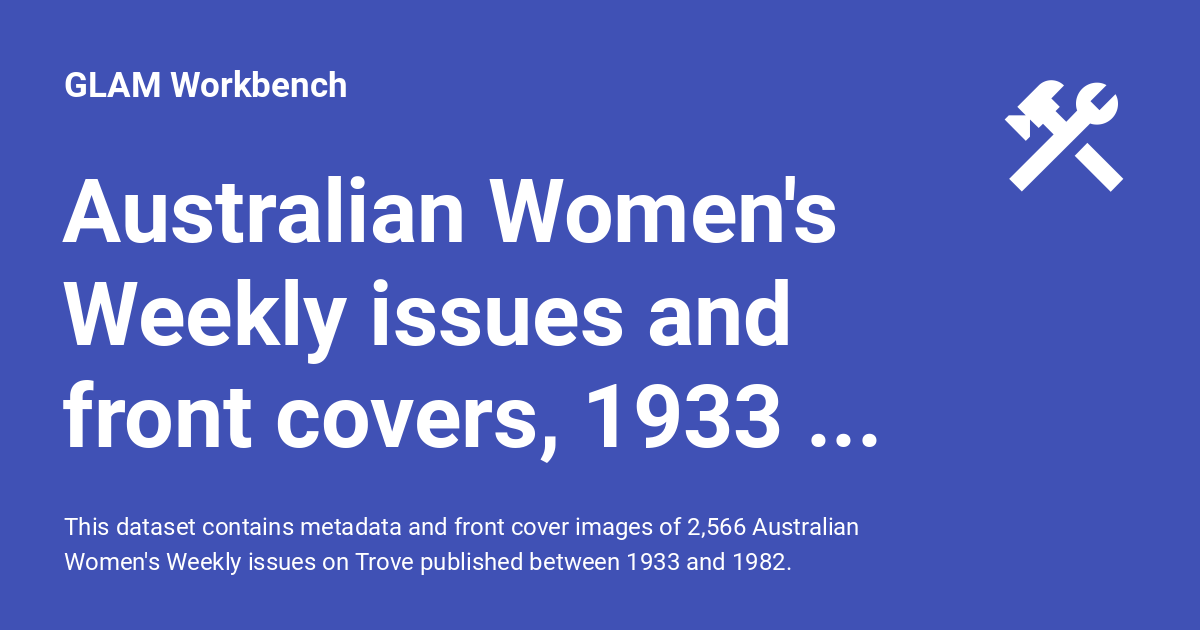 GLAM Workbench
Australian Women's
Weekly issues and
front covers, 1933 ...
This dataset contains metadata and front cover images of 2,566 Australian
Women's Weekly issues on Trove published between 1933 and 1982.